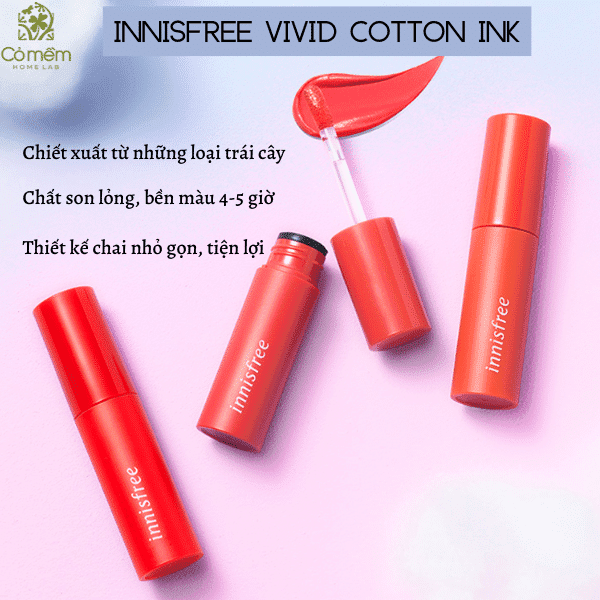 Cỏ mềm
HOME LAB
INNISFREE VIVID COTTON INK
Chiết xuất từ những loại trái cây
Chất son lỏng, bền màu 4-5 giờ
Thiết kế chai nhỏ gọn, tiện lợi
innisfree
innisfree
innisfree